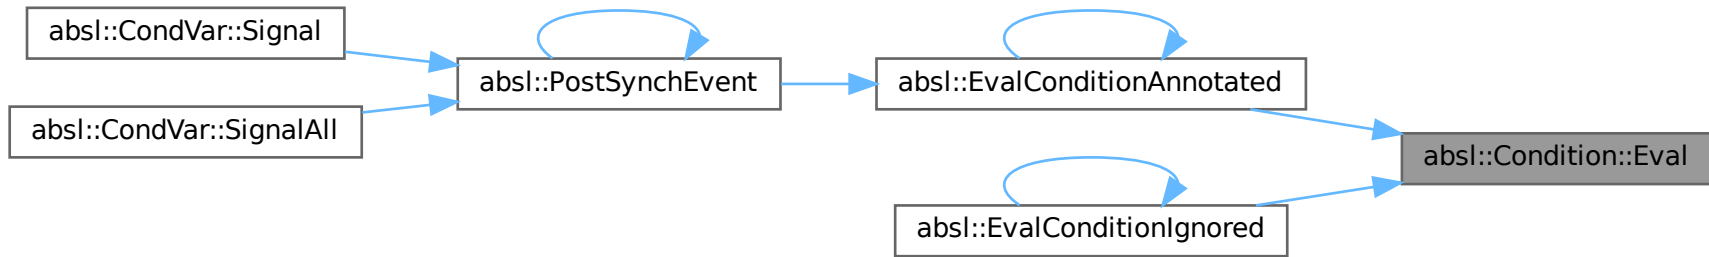 absl::CondVar::Signal
absl::CondVar::SignalAll
absl::PostSynchEvent
absl::EvalConditionAnnotated
absl::EvalConditionIgnored
absl::Condition::Eval